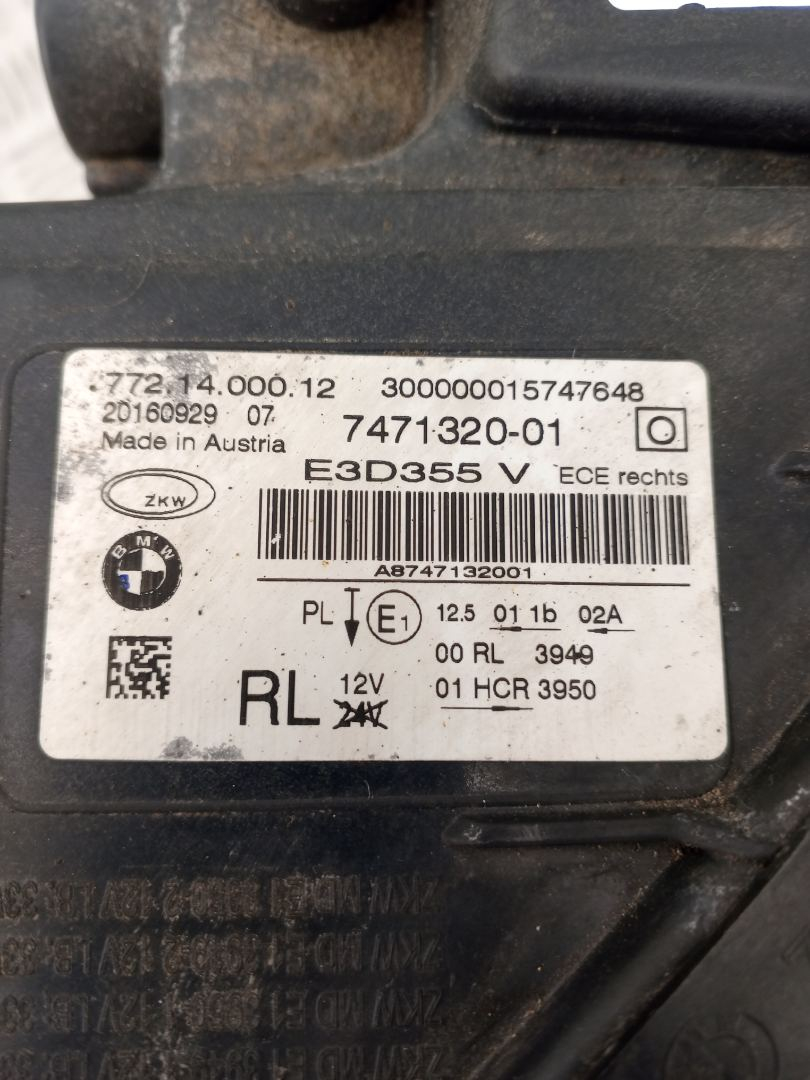 772.14.000.12 300000015747648
20160929 07
7471320-01
Made in Austria
E3D355 V ECE rechts
ZKW
BMW
A8747132001
PL E1 12.5 01 1b 02A
00 RL 3949
RL 12V 01 HCR 3950
24V